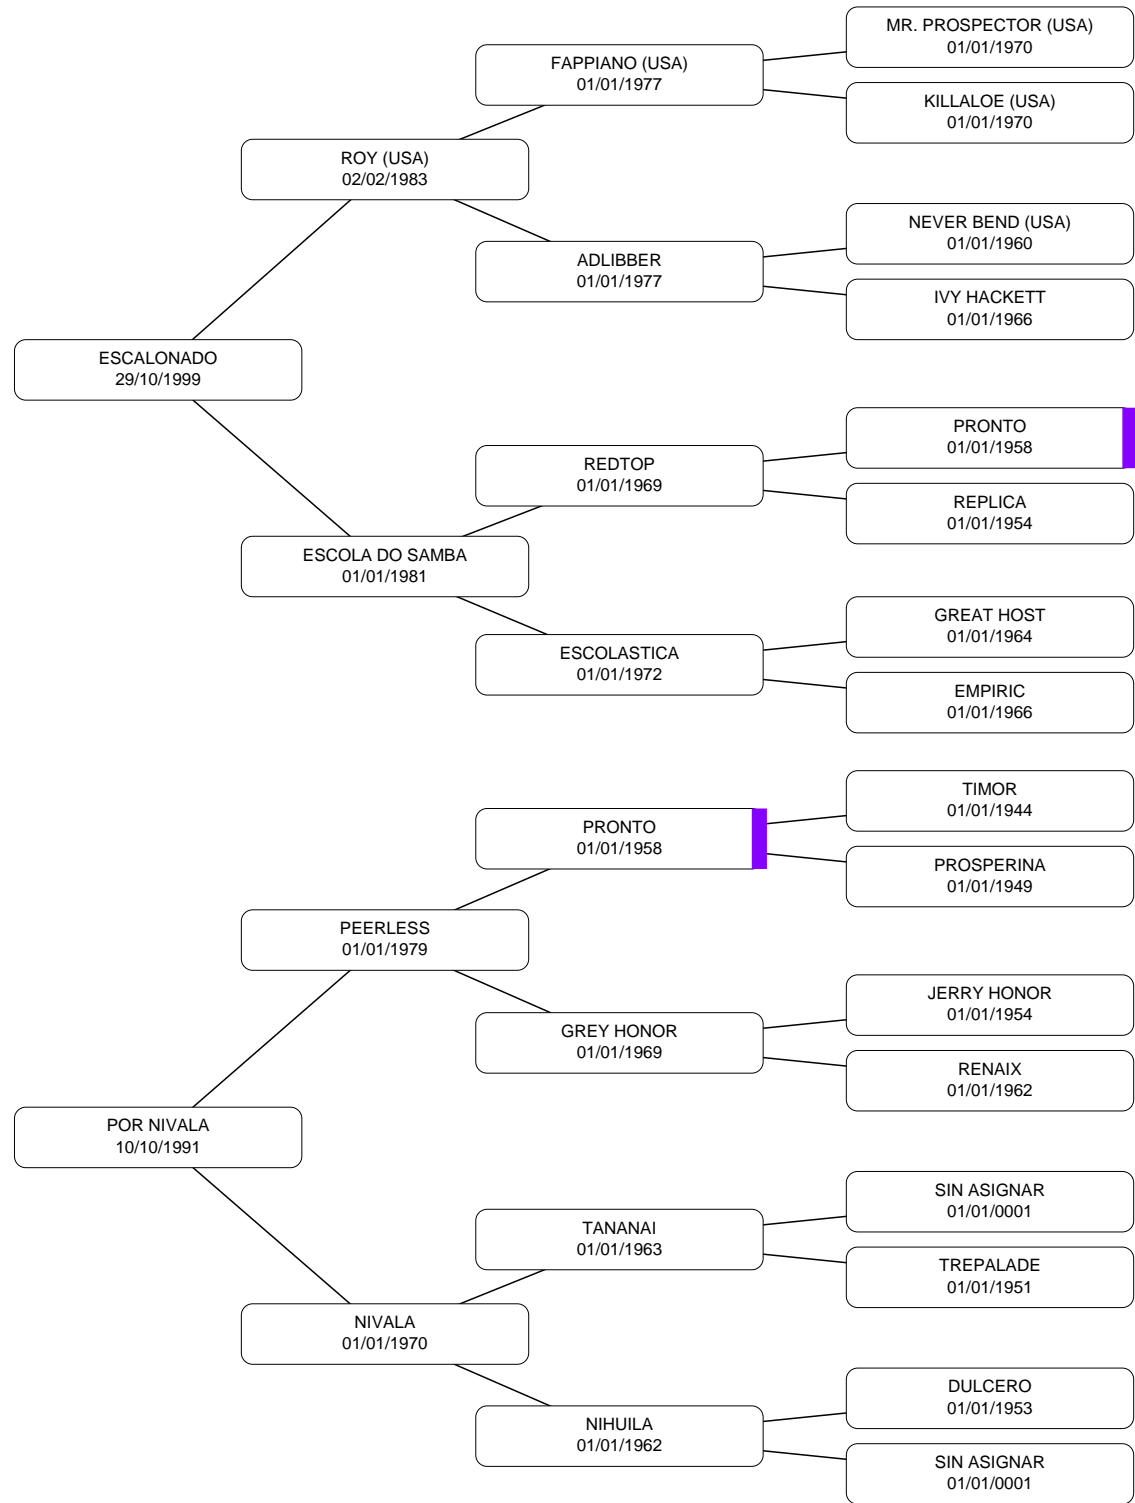 MR. PROSPECTOR (USA)
01/01/1970
FAPPIANO (USA)
01/01/1977
KILLALOE (USA)
01/01/1970
ROY (USA)
02/02/1983
NEVER BEND (USA)
01/01/1960
ADLIBBER
01/01/1977
IVY HACKETT
01/01/1966
ESCALONADO
29/10/1999
PRONTO
01/01/1958
REDTOP
01/01/1969
REPLICA
01/01/1954
ESCOLA DO SAMBA
01/01/1981
GREAT HOST
01/01/1964
ESCOLASTICA
01/01/1972
EMPIRIC
01/01/1966
TIMOR
01/01/1944
PRONTO
01/01/1958
PROSPERINA
01/01/1949
PEERLESS
01/01/1979
JERRY HONOR
01/01/1954
GREY HONOR
01/01/1969
RENAIX
01/01/1962
POR NIVALA
10/10/1991
SIN ASIGNAR
01/01/0001
TANANAI
01/01/1963
TREPALADE
01/01/1951
NIVALA
01/01/1970
DULCERO
01/01/1953
NIHUILA
01/01/1962
SIN ASIGNAR
01/01/0001